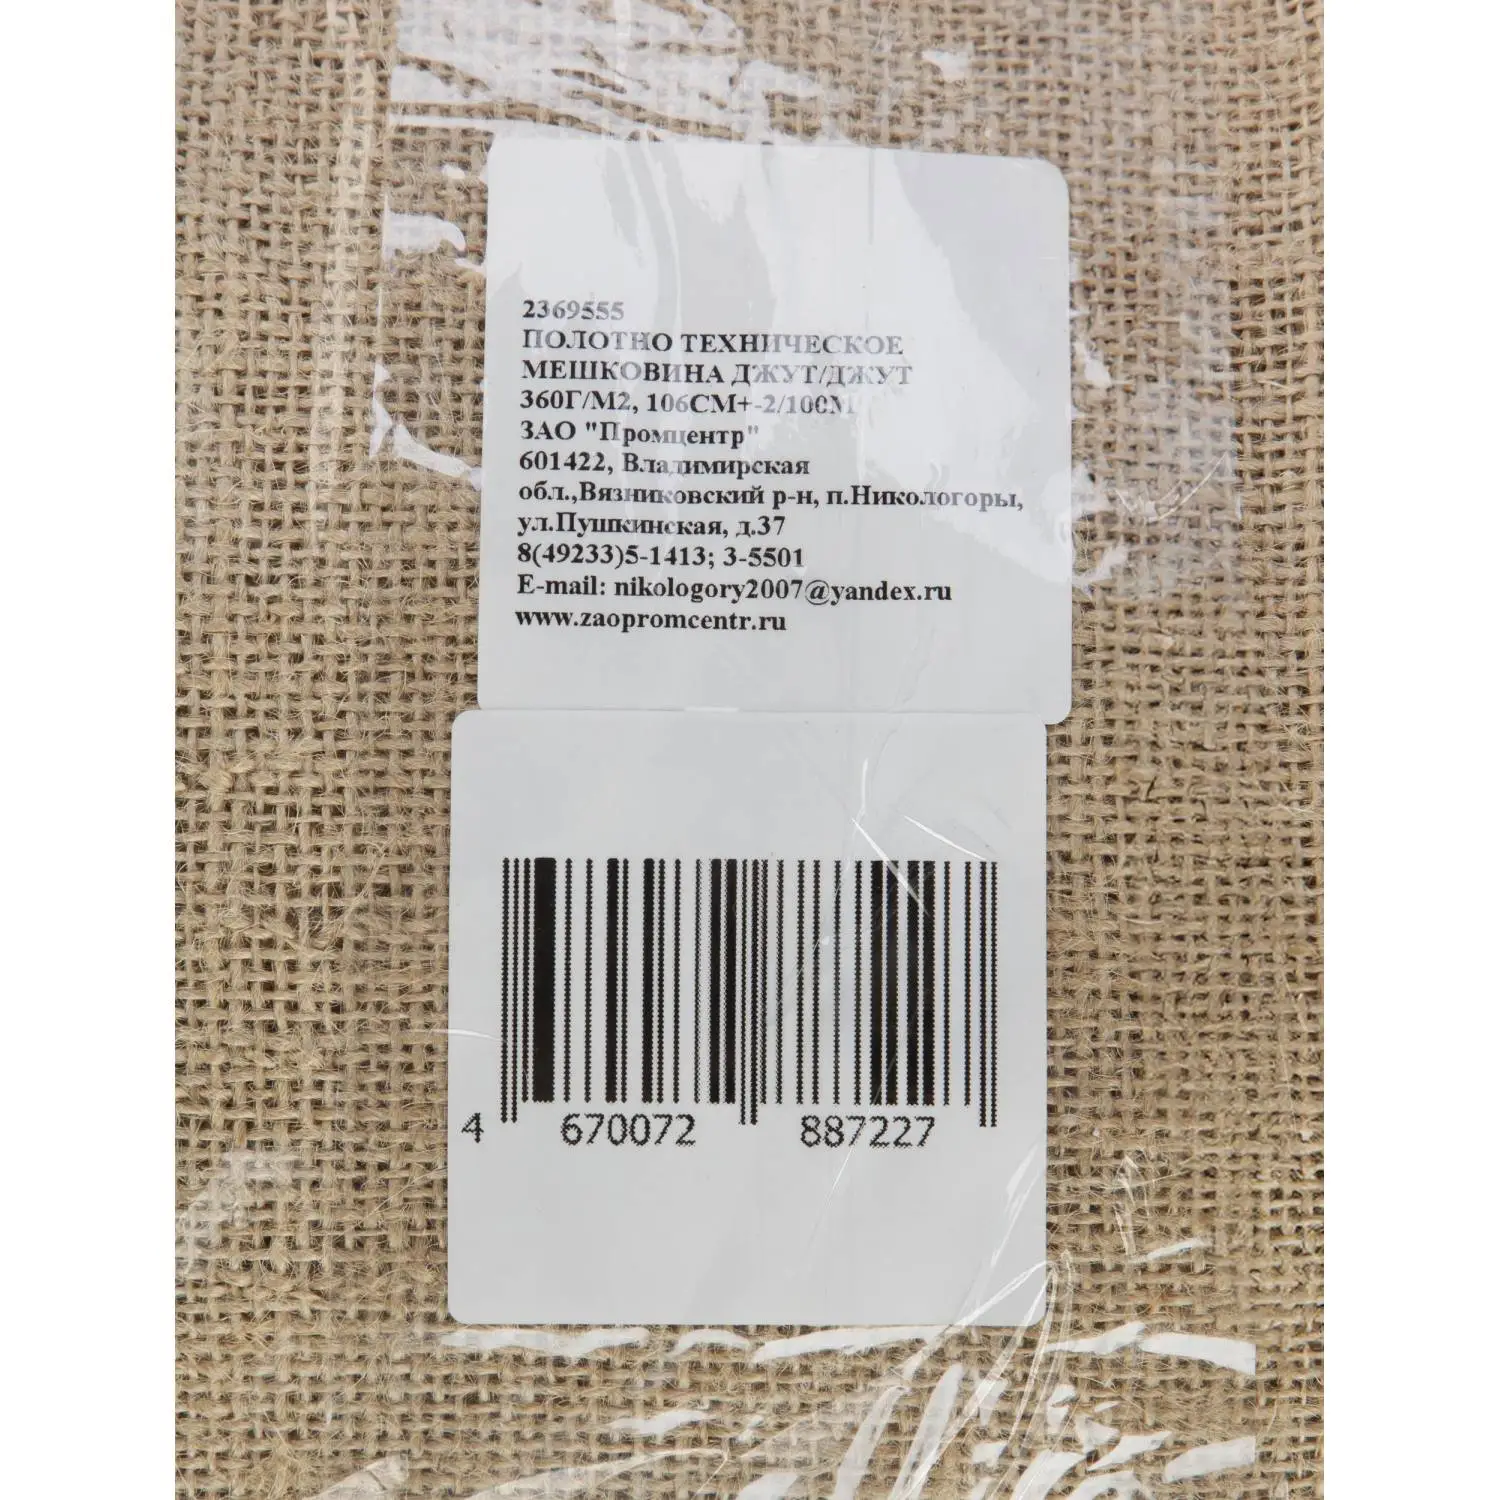 2369555
ПОЛОТНО ТЕХНИЧЕСКОЕ
МЕШКОВИНА ДЖУТ/ДЖУТ
360Г/М2, 106СМ+-2/100М
ЗАО "Промцентр"
601422, Владимирская
обл.,Вязниковский р-н, п.Никологоры,
ул.Пушкинская, д.37
8(49233)5-1413; 3-5501
E-mail: nikologory2007@yandex.ru
www.zaopromcentr.ru
4 670072 887227